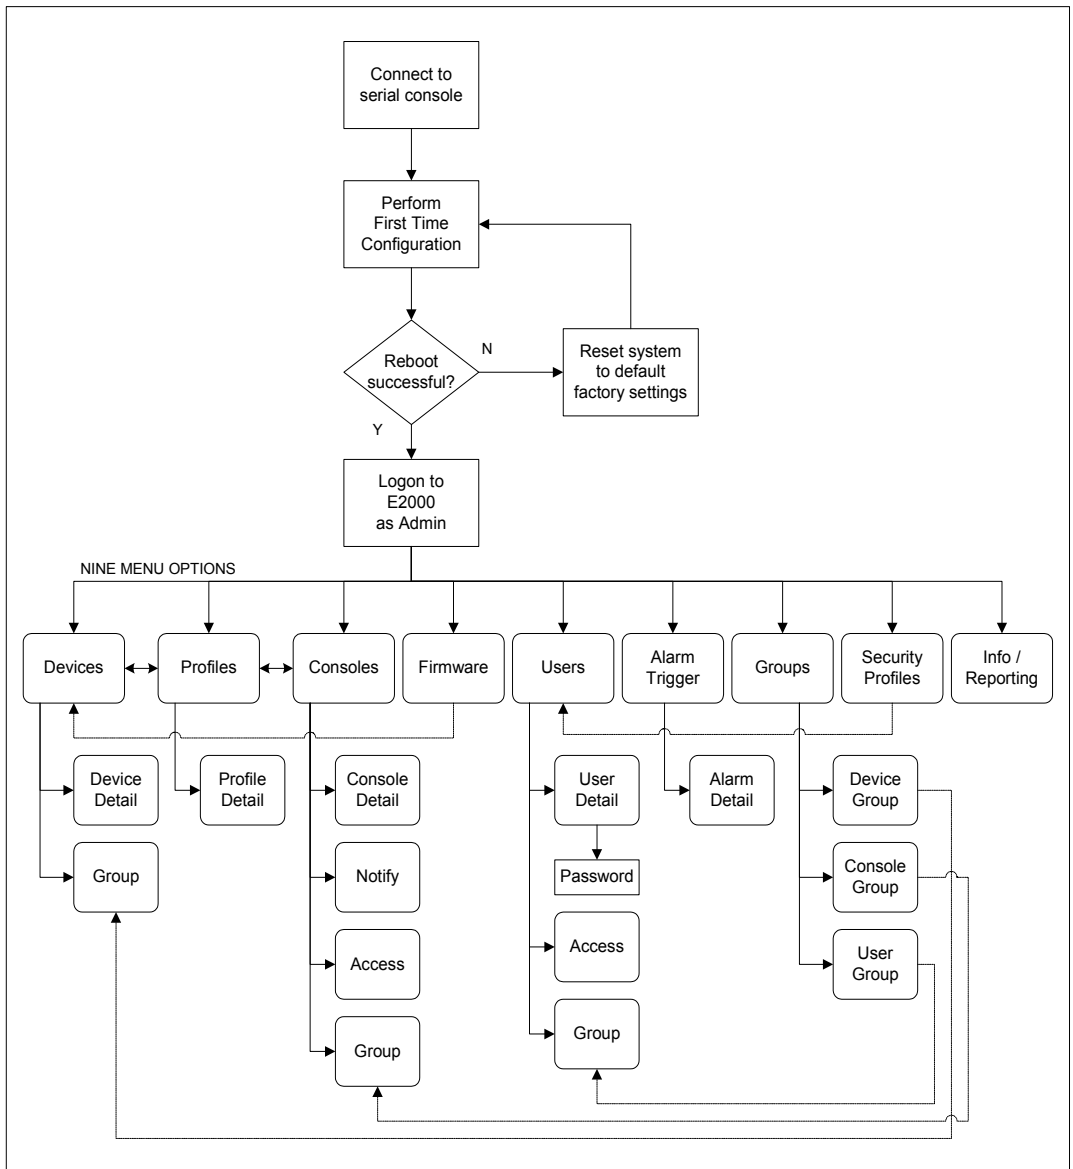 Connect to
serial console
Perform
First Time
Configuration
Reboot
successful?
N
Reset system
to default
factory settings
Y
Logon to
E2000
as Admin
NINE MENU OPTIONS
Devices
Profiles
Consoles
Firmware
Users
Alarm
Trigger
Groups
Security
Profiles
Info /
Reporting
Device
Detail
Profile
Detail
Console
Detail
User
Detail
Alarm
Detail
Device
Group
Group
Notify
Password
Console
Group
Access
Access
User
Group
Group
Group